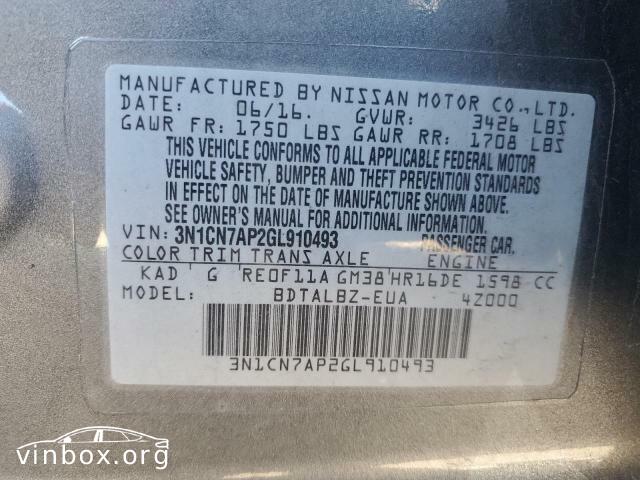 MANUFACTURED BY NISSAN MOTOR CO.,LTD.
DATE: 06/16. GVWR: 3426 LBS
GAWR FR: 1750 LBS GAWR RR: 1708 LBS
THIS VEHICLE CONFORMS TO ALL APPLICABLE FEDERAL MOTOR
VEHICLE SAFETY, BUMPER AND THEFT PREVENTION STANDARDS
IN EFFECT ON THE DATE OF MANUFACTURE SHOWN ABOVE.
SEE OWNER'S MANUAL FOR ADDITIONAL INFORMATION.
VIN: 3N1CN7AP2GL910493 PASSENGER CAR.
COLOR TRIM TRANS AXLE ENGINE
KAD G RE0F11A GM38 HR16DE 1598 CC
MODEL: BDTALBZ-EUA 4Z000
3N1CN7AP2GL910493
vinbox.org